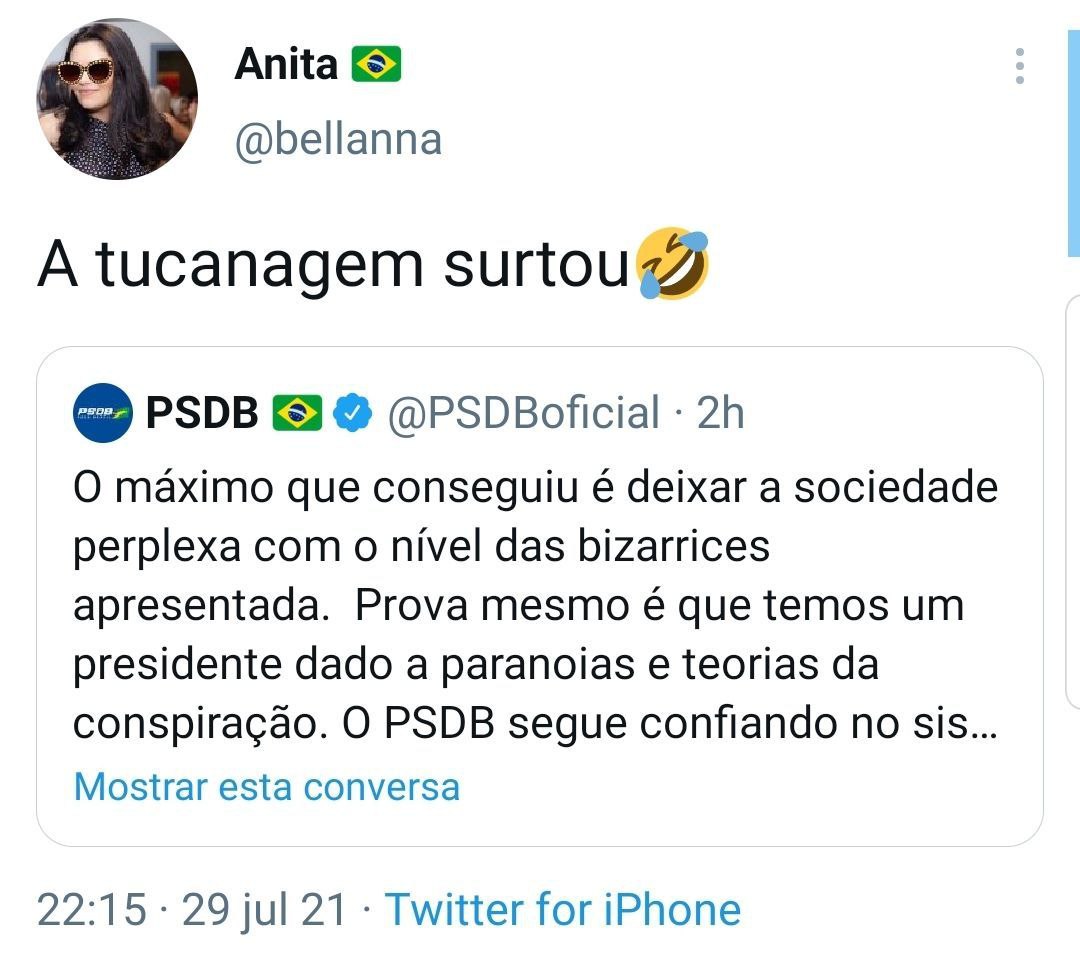 Anita 🇧🇷
@bellanna
A tucanagem surtou🤣
PSDB 🇧🇷 @PSDBoficial · 2h
O máximo que conseguiu é deixar a sociedade
perplexa com o nível das bizarrices
apresentada.  Prova mesmo é que temos um
presidente dado a paranoias e teorias da
conspiração. O PSDB segue confiando no sis...
Mostrar esta conversa
22:15 · 29 jul 21 · Twitter for iPhone